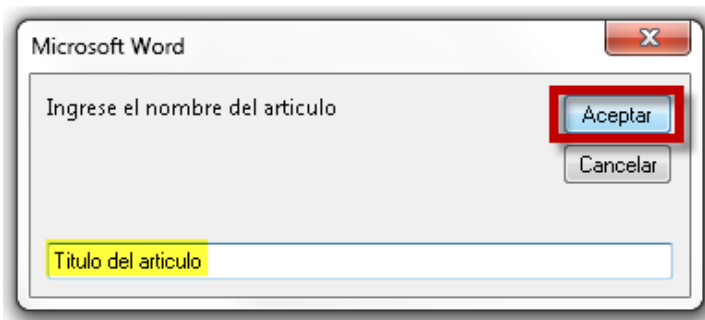 Microsoft Word
Ingrese el nombre del articulo
Aceptar
Cancelar
Titulo del articulo